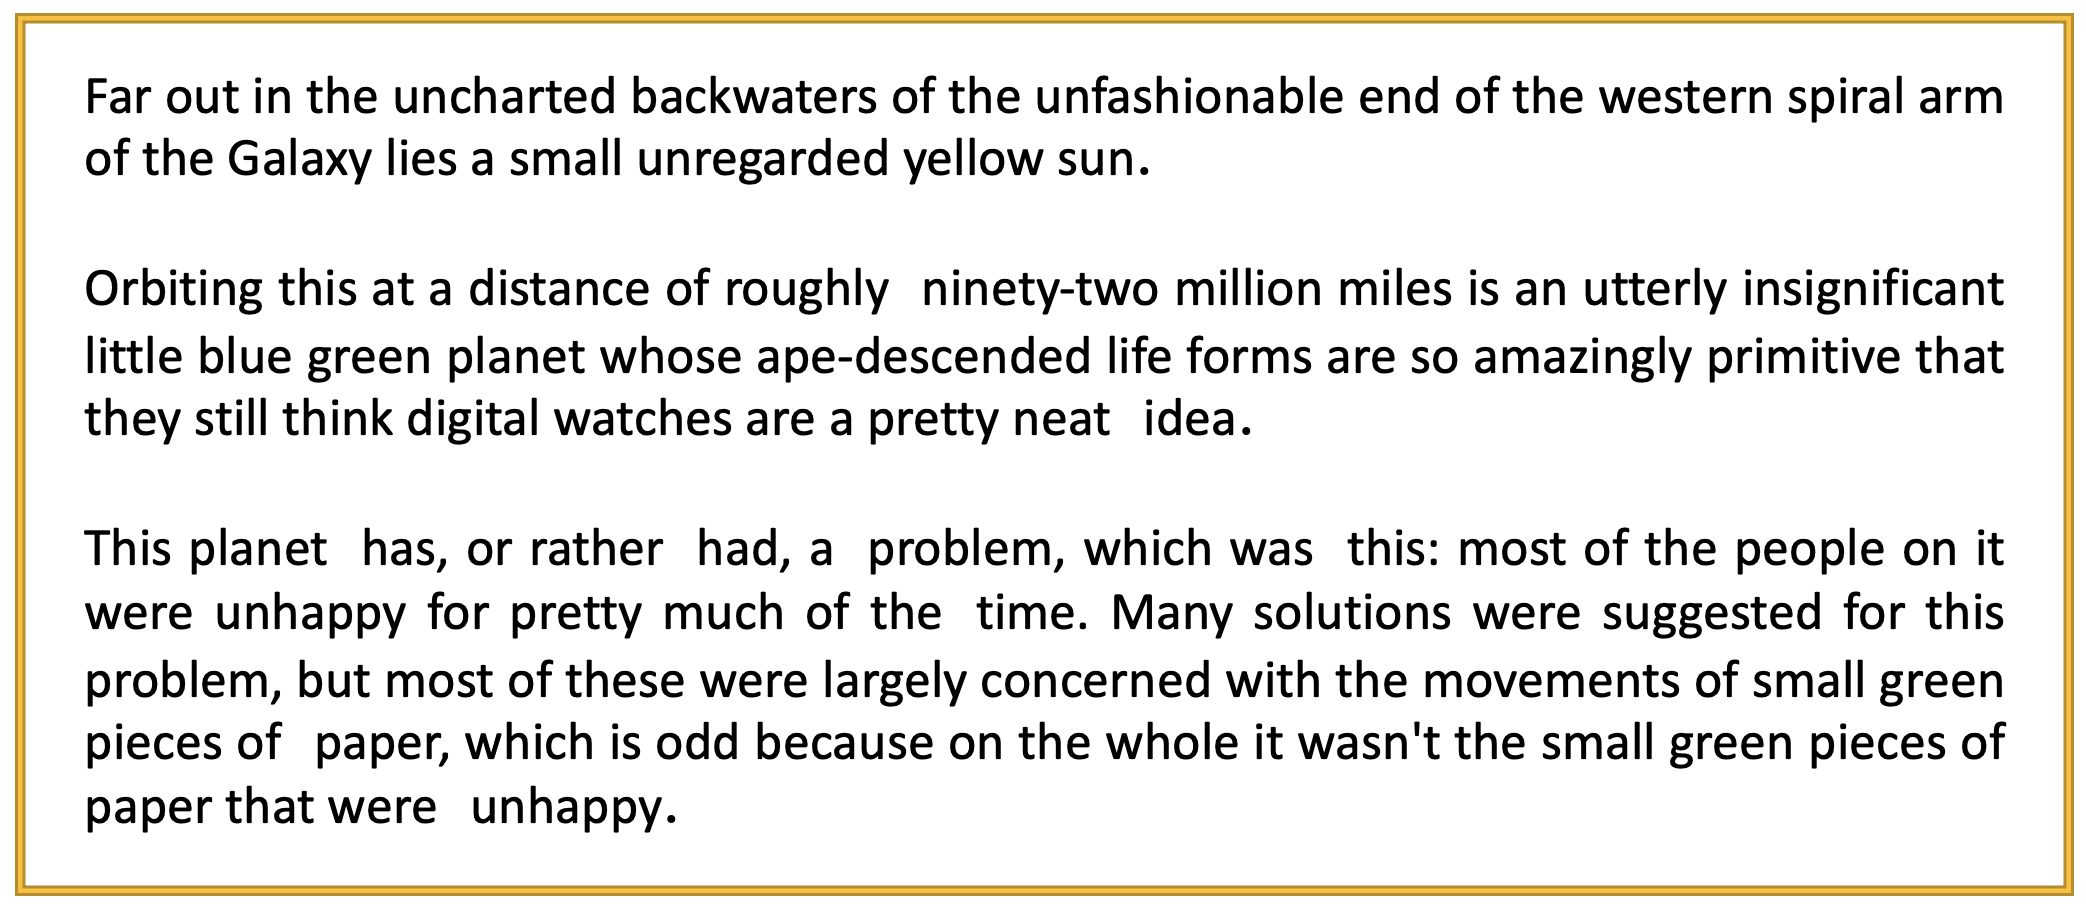 Far out in the uncharted backwaters of the unfashionable end of the western spiral arm
of the Galaxy lies a small unregarded yellow sun.
Orbiting this at a distance of roughly ninety-two million miles is an utterly insignificant
little blue green planet whose ape-descended life forms are so amazingly primitive that
they still think digital watches are a pretty neat idea.
This planet has, or rather had, a problem, which was this: most of the people on it
were unhappy for pretty much of the time. Many solutions were suggested for this
problem, but most of these were largely concerned with the movements of small green
pieces of paper, which is odd because on the whole it wasn't the small green pieces of
paper that were unhappy.